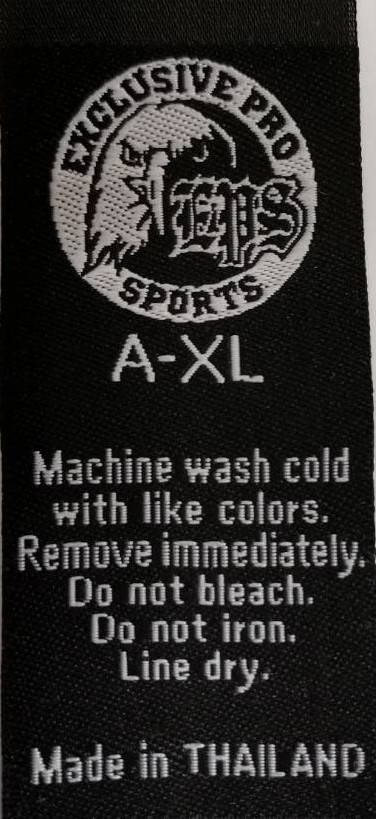 EXCLUSIVE PRO
EPS
SPORTS
A-XL
Machine wash cold
with like colors.
Remove immediately.
Do not bleach.
Do not iron.
Line dry.
Made in THAILAND